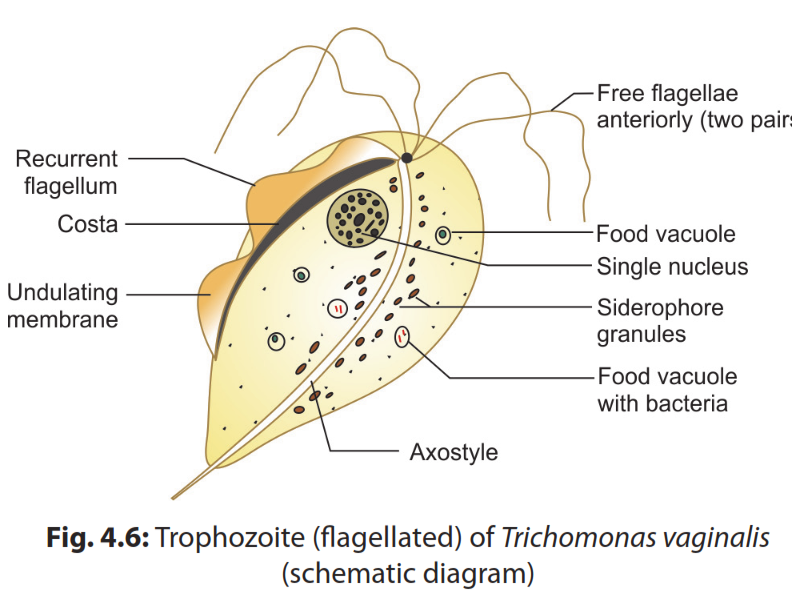 Free flagellae
anteriorly (two pairs
Recurrent
flagellum
Costa
Food vacuole
Single nucleus
Undulating
membrane
Siderophore
granules
Food vacuole
with bacteria
Axostyle
Fig. 4.6: Trophozoite (flagellated) of Trichomonas vaginalis
(schematic diagram)